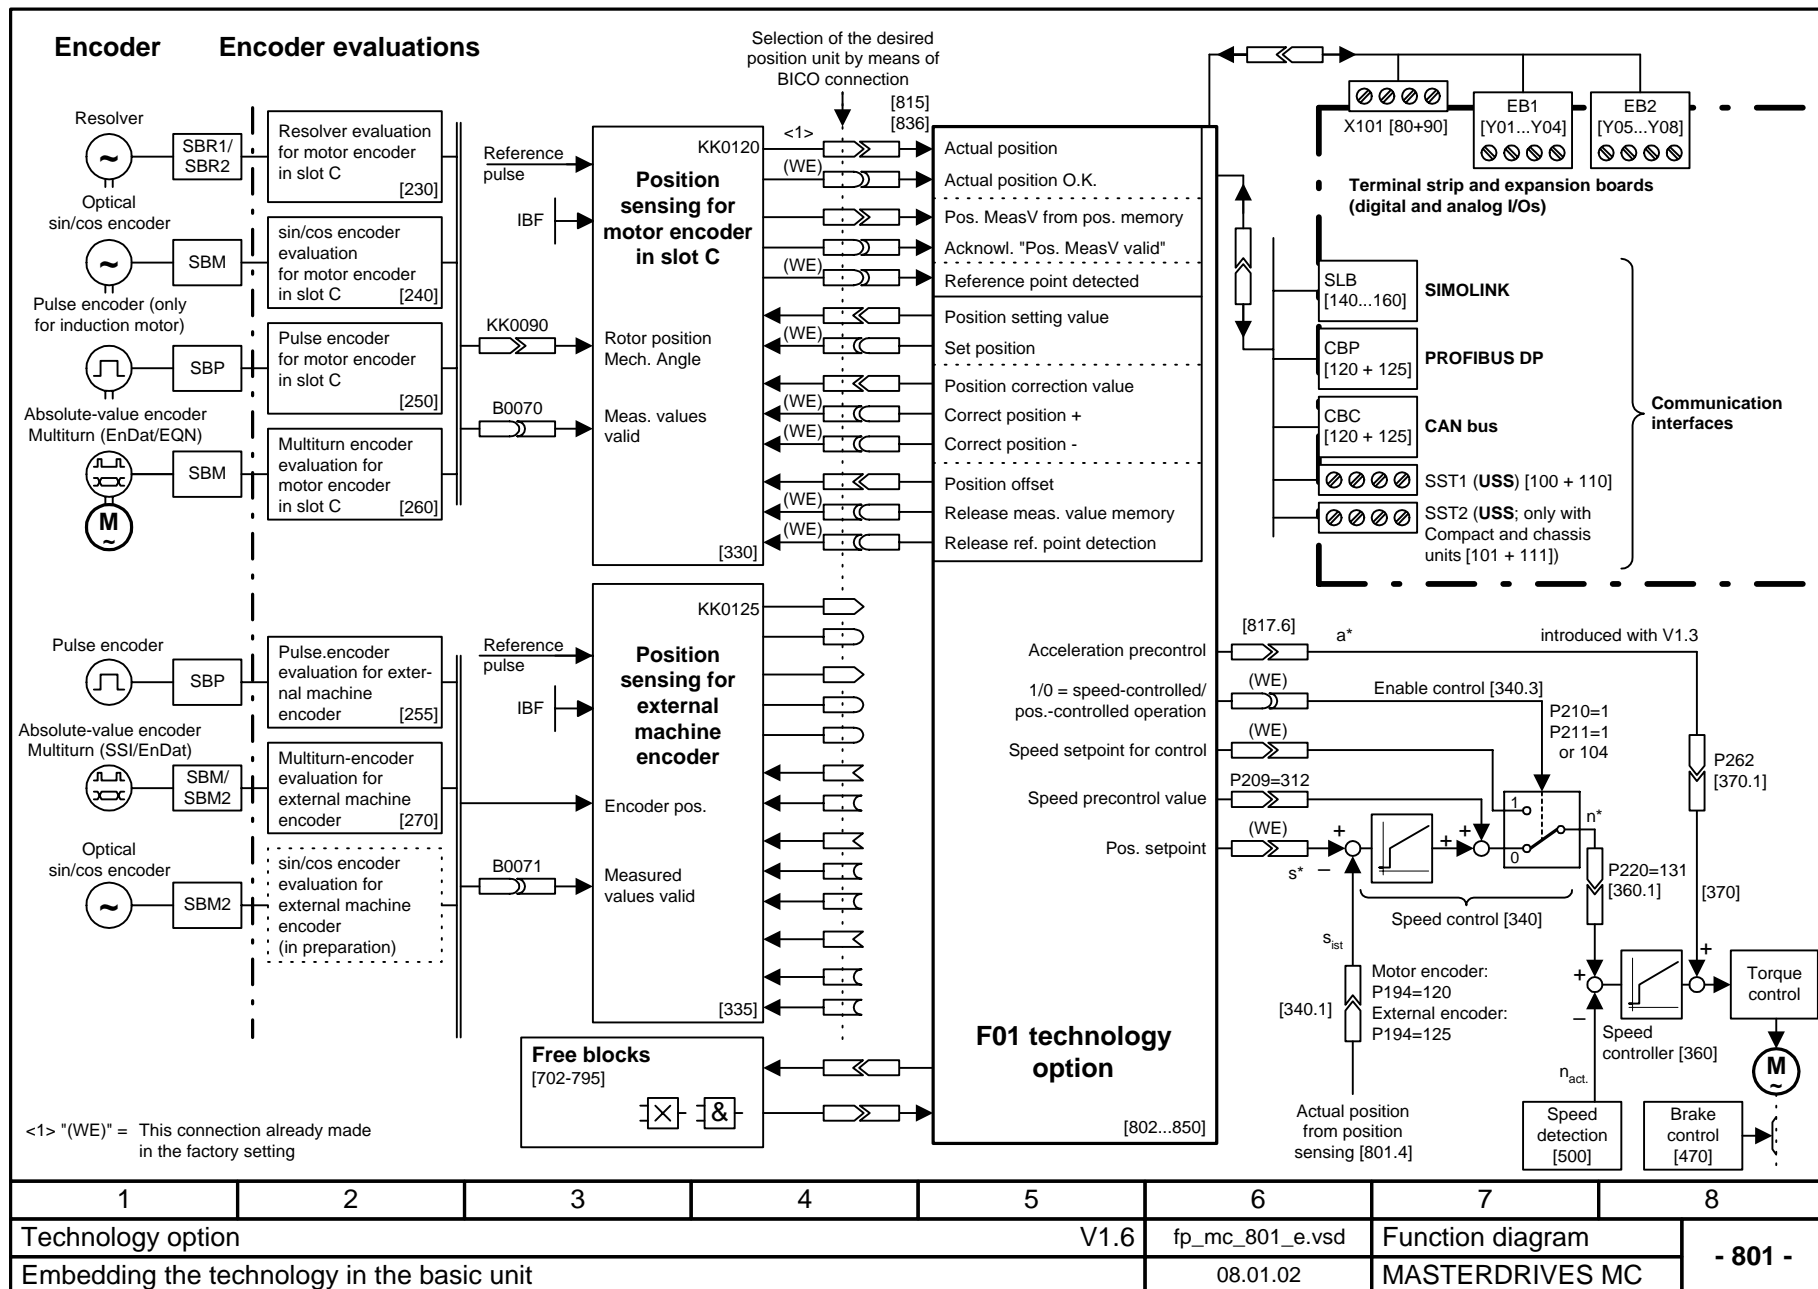 Encoder
Encoder evaluations
Selection of the desired
position unit by means of
BICO connection
[815]
[836]
Resolver
SBR1/
SBR2
Resolver evaluation
for motor encoder
in slot C
[230]
Optical
sin/cos encoder
SBM
sin/cos encoder
evaluation
for motor encoder
in slot C
[240]
Pulse encoder (only
for induction motor)
SBP
Pulse encoder
for motor encoder
in slot C
[250]
Absolute-value encoder
Multiturn (EnDat/EQN)
SBM
Multiturn encoder
evaluation for
motor encoder
in slot C
[260]
M
~
Reference
pulse
IBF
KK0090
B0070
KK0120
Position
sensing for
motor encoder
in slot C
Rotor position
Mech. Angle
Meas. values
valid
[330]
<1>
(WE)
(WE)
(WE)
(WE)
(WE)
(WE)
(WE)
Actual position
Actual position O.K.
Pos. MeasV from pos. memory
Acknowl. "Pos. MeasV valid"
Reference point detected
Position setting value
Set position
Position correction value
Correct position +
Correct position -
Position offset
Release meas. value memory
Release ref. point detection
X101 [80+90]
EB1
[Y01...Y04]
EB2
[Y05...Y08]
Terminal strip and expansion boards
(digital and analog I/Os)
SLB
[140...160]
SIMOLINK
CBP
[120 + 125]
PROFIBUS DP
CBC
[120 + 125]
CAN bus
SST1 (USS) [100 + 110]
SST2 (USS; only with
Compact and chassis
units [101 + 111])
Communication
interfaces
Pulse encoder
SBP
Pulse.encoder
evaluation for exter-
nal machine
encoder
[255]
Absolute-value encoder
Multiturn (SSI/EnDat)
SBM/
SBM2
Multiturn-encoder
evaluation for
external machine
encoder
[270]
Optical
sin/cos encoder
SBM2
sin/cos encoder
evaluation for
external machine
encoder
(in preparation)
Reference
pulse
IBF
B0071
KK0125
Position
sensing for
external
machine
encoder
Encoder pos.
Measured
values valid
[335]
Free blocks
[702-795]
&
Acceleration precontrol
1/0 = speed-controlled/
pos.-controlled operation
Speed setpoint for control
Speed precontrol value
Pos. setpoint
F01 technology
option
[802...850]
[817.6]
a*
introduced with V1.3
(WE)
Enable control [340.3]
(WE)
P209=312
(WE)
s*
+
–
+
+
P210=1
P211=1
or 104
1
0
n*
P262
[370.1]
P220=131
[360.1]
[370]
Speed control [340]
s ist
[340.1]
Motor encoder:
P194=120
External encoder:
P194=125
Actual position
from position
sensing [801.4]
+
–
+
Speed
controller [360]
Torque
control
n act.
M
~
Speed
detection
[500]
Brake
control
[470]
<1> "(WE)" = This connection already made
in the factory setting
1 2 3 4 5 6 7 8
Technology option V1.6 fp_mc_801_e.vsd Function diagram
- 801 -
Embedding the technology in the basic unit 08.01.02 MASTERDRIVES MC